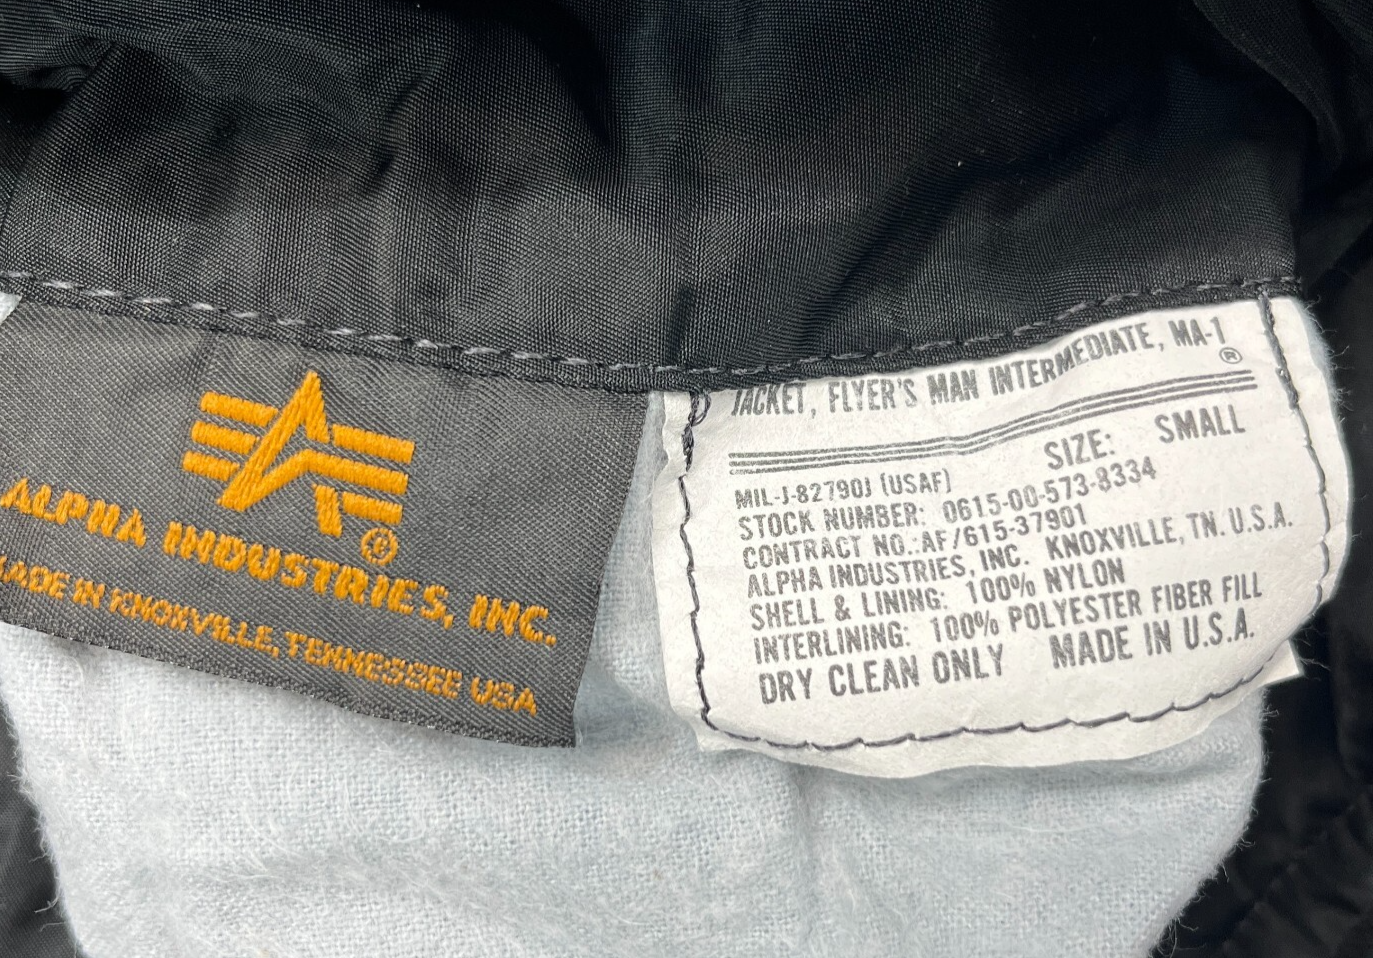 ®
ALPHA INDUSTRIES, INC.
MADE IN KNOXVILLE, TENNESSEE USA
JACKET, FLYER'S MAN INTERMEDIATE, MA-1
®
SIZE: SMALL
MIL-J-82790J (USAF)
STOCK NUMBER: 0615-00-573-8334
CONTRACT NO.:AF/615-37901
ALPHA INDUSTRIES, INC. KNOXVILLE, TN. U.S.A.
SHELL & LINING: 100% NYLON
INTERLINING: 100% POLYESTER FIBER FILL
DRY CLEAN ONLY MADE IN U.S.A.